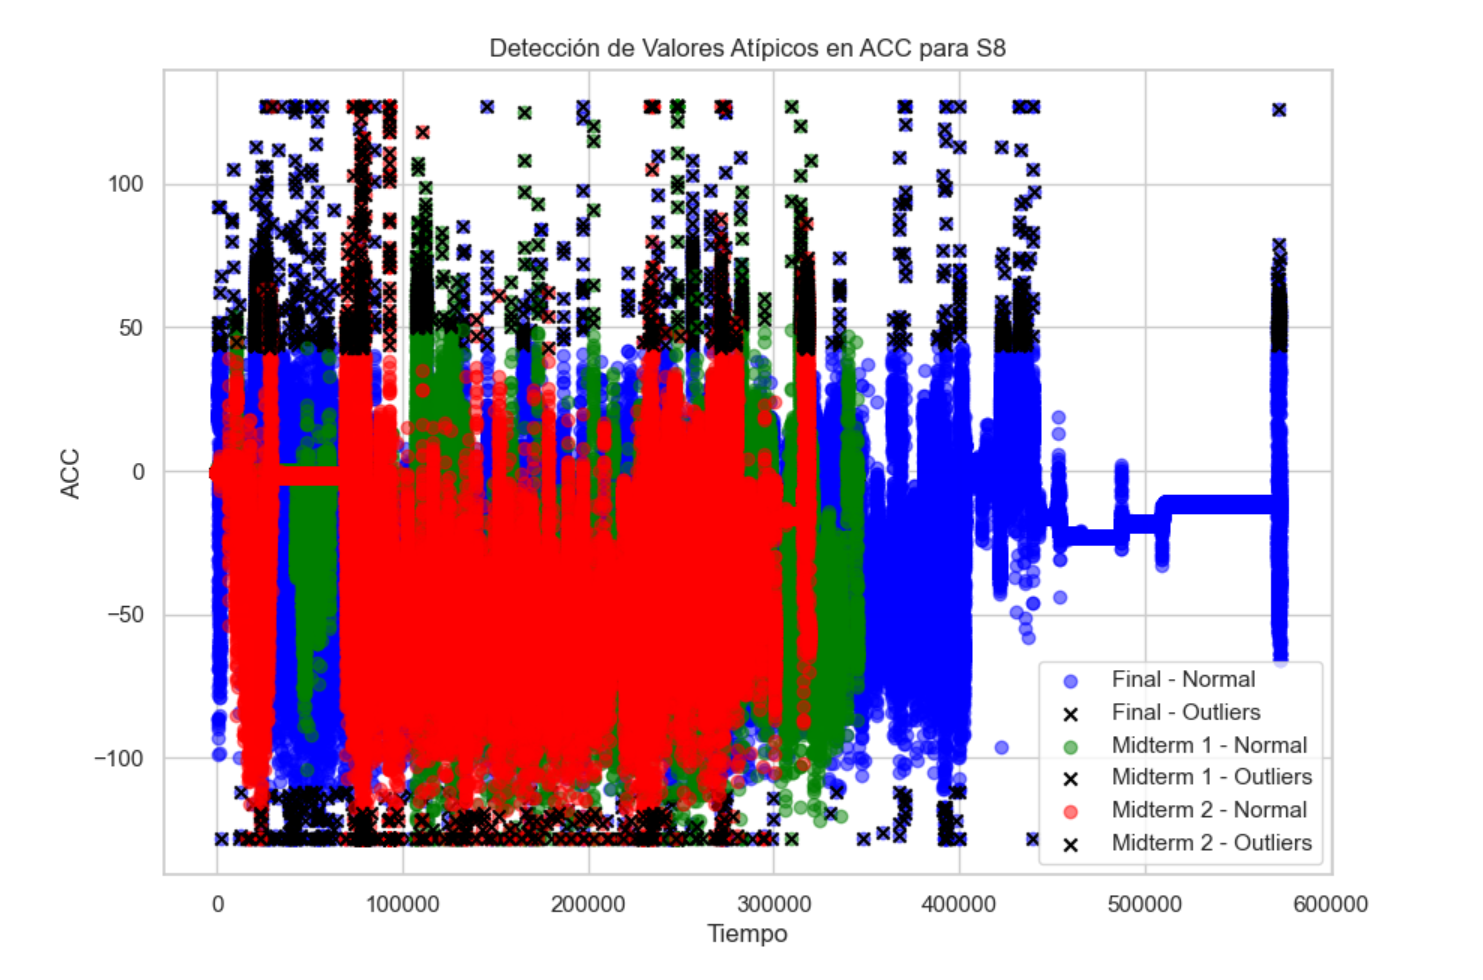 Detección de Valores Atípicos en ACC para S8
ACC
100
50
0
−50
−100
Final - Normal
Final - Outliers
Midterm 1 - Normal
Midterm 1 - Outliers
Midterm 2 - Normal
Midterm 2 - Outliers
0 100000 200000 300000 400000 500000 600000
Tiempo